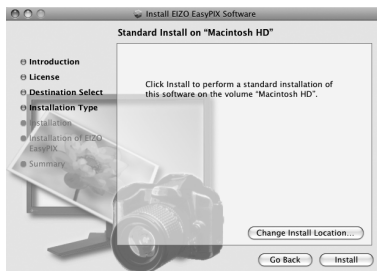 Install EIZO EasyPIX Software
Standard Install on “Macintosh HD”
Introduction
License
Destination Select
Installation Type
Installation
Installation of EIZO
EasyPIX
Summary
Click Install to perform a standard installation of
this software on the volume “Macintosh HD”.
Change Install Location...
Go Back
Install